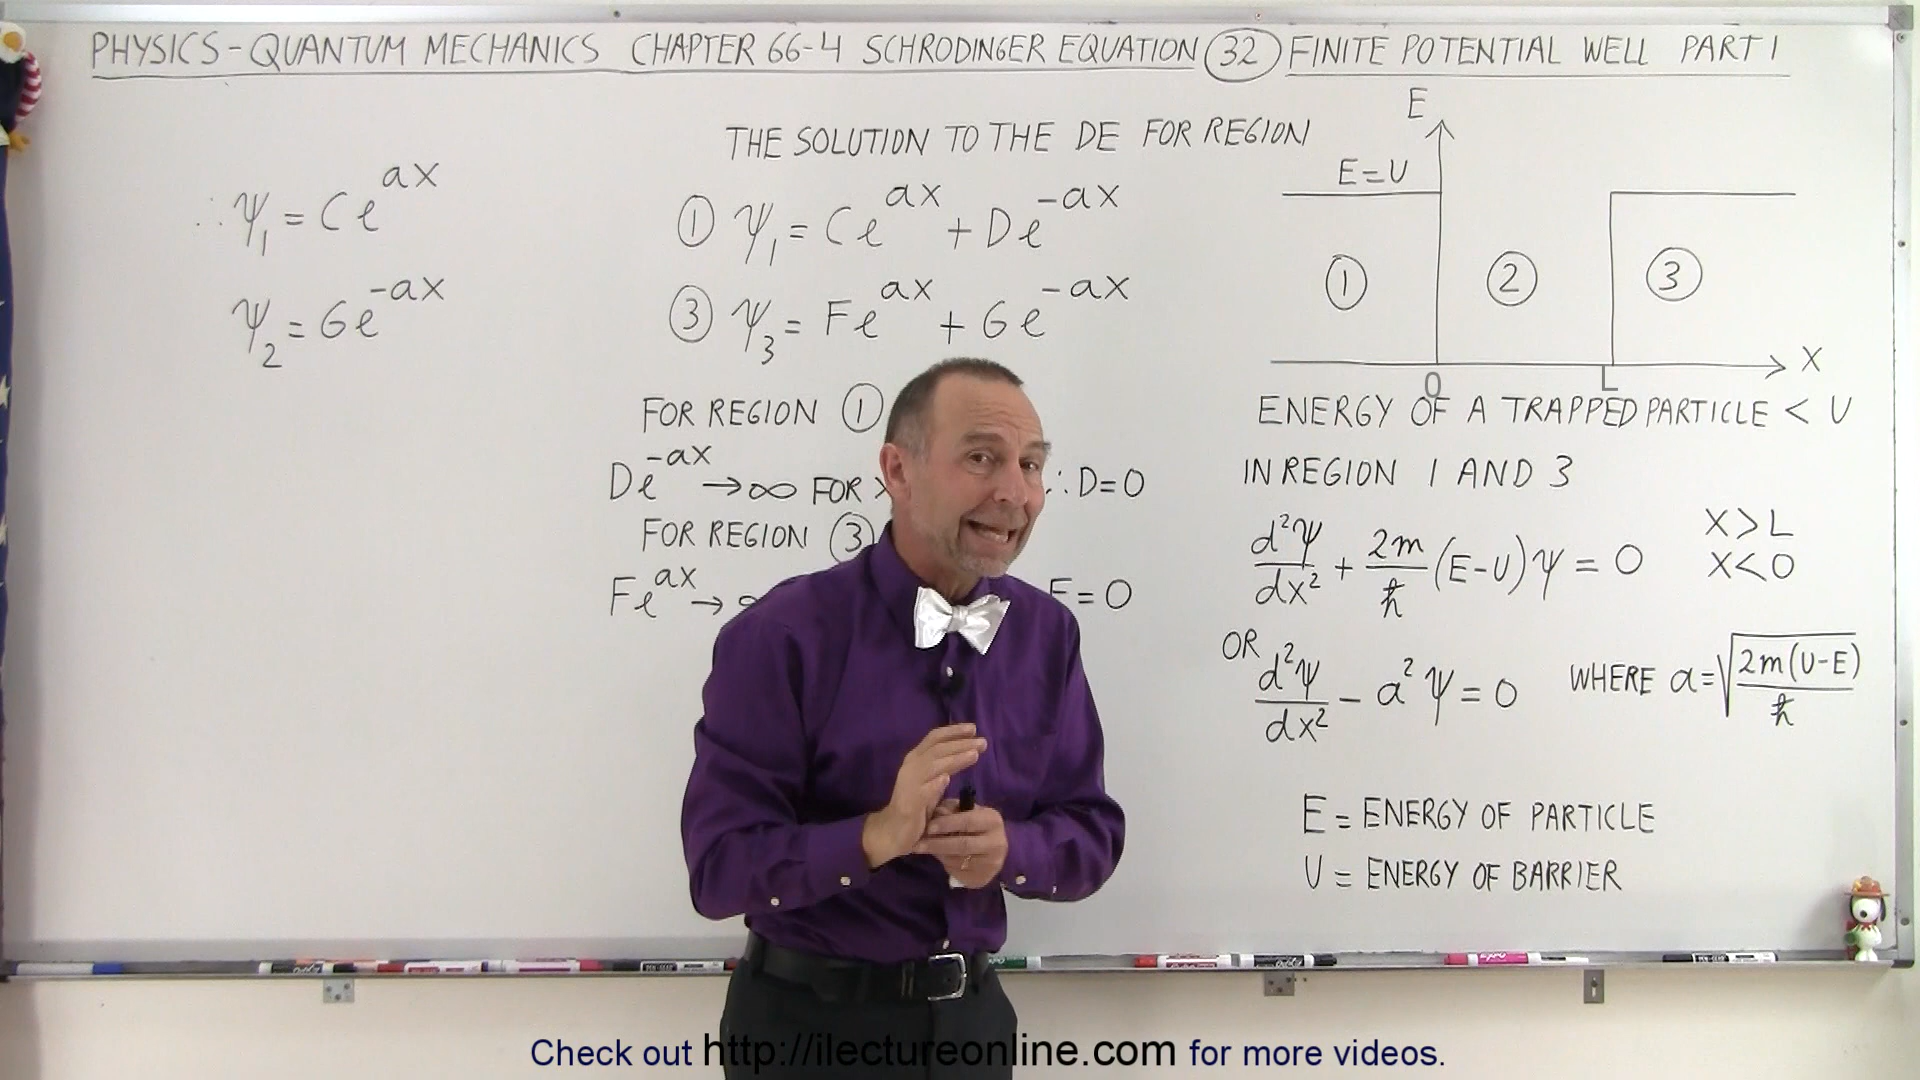 PHYSICS-QUANTUM MECHANICS CHAPTER 66-4 SCHRODINGER EQUATION 32 FINITE POTENTIAL WELL PART 1
∴ ψ₁ = Ce^ax
ψ₂ = Ge^-ax
THE SOLUTION TO THE DE FOR REGION
① ψ₁ = Ce^ax + De^-ax
③ ψ₃ = Fe^ax + Ge^-ax
FOR REGION ①
De^-ax → ∞ FOR ∴ D=0
FOR REGION ③
Fe^ax → = 0
E
E=U
① ② ③
X
0 L
ENERGY OF A TRAPPED PARTICLE < U
IN REGION 1 AND 3
d²ψ/dx² + 2m/ħ (E-U)ψ = 0
X>L
X<0
OR d²ψ/dx² - a²ψ = 0 WHERE a=√(2m(U-E)/ħ)
E = ENERGY OF PARTICLE
U = ENERGY OF BARRIER
Check out http://ilectureonline.com for more videos.